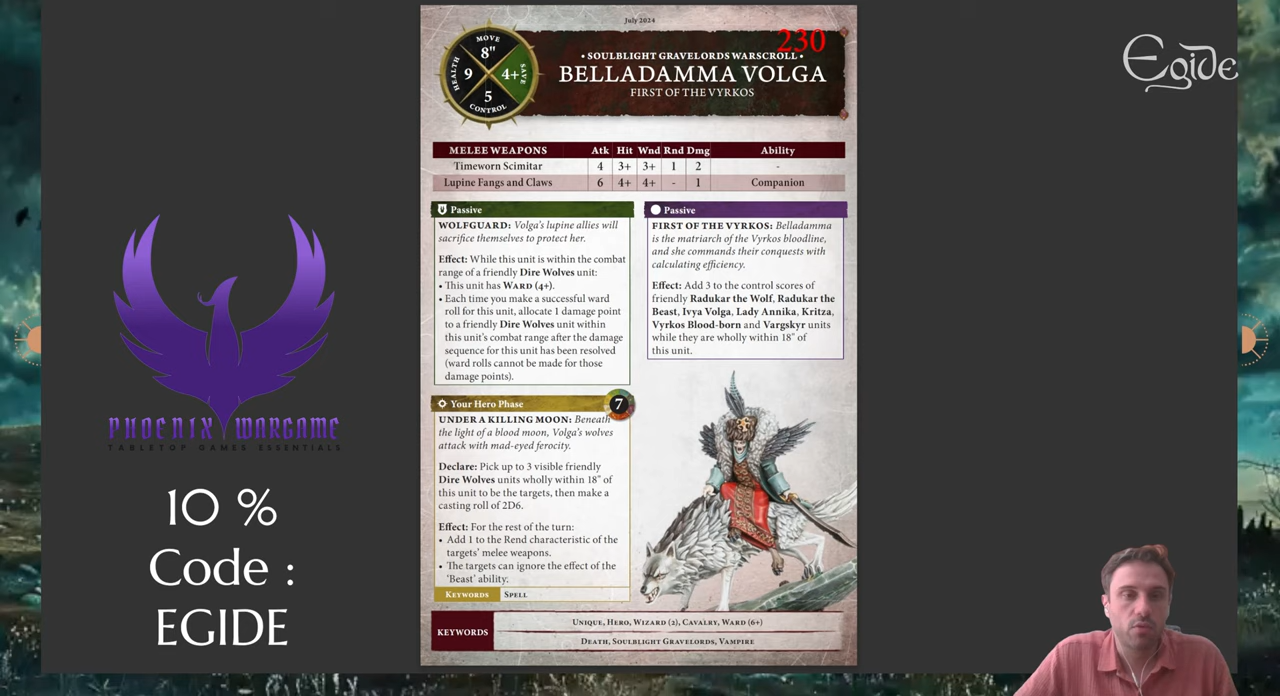 July 2024
230
Egide
MOVE
8"
HEALTH
9
4+
SAVE
5
CONTROL
• SOULBLIGHT GRAVELORDS WARSCROLL •
BELLADAMMA VOLGA
FIRST OF THE VYRKOS
MELEE WEAPONS Atk Hit Wnd Rnd Dmg Ability
Timeworn Scimitar 4 3+ 3+ 1 2 -
Lupine Fangs and Claws 6 4+ 4+ - 1 Companion
Passive
WOLFGUARD: Volga's lupine allies will
sacrifice themselves to protect her.
Effect: While this unit is within the combat
range of a friendly Dire Wolves unit:
• This unit has WARD (4+).
• Each time you make a successful ward
roll for this unit, allocate 1 damage point
to a friendly Dire Wolves unit within
this unit's combat range after the damage
sequence for this unit has been resolved
(ward rolls cannot be made for those
damage points).
Passive
FIRST OF THE VYRKOS: Belladamma
is the matriarch of the Vyrkos bloodline,
and she commands their conquests with
calculating efficiency.
Effect: Add 3 to the control scores of
friendly Radukar the Wolf, Radukar the
Beast, Ivya Volga, Lady Annika, Kritza,
Vyrkos Blood-born and Vargskyr units
while they are wholly within 18" of
this unit.
Your Hero Phase
7
UNDER A KILLING MOON: Beneath
the light of a blood moon, Volga's wolves
attack with mad-eyed ferocity.
Declare: Pick up to 3 visible friendly
Dire Wolves units wholly within 18" of
this unit to be the targets, then make a
casting roll of 2D6.
Effect: For the rest of the turn:
• Add 1 to the Rend characteristic of the
targets' melee weapons.
• The targets can ignore the effect of the
'Beast' ability.
KEYWORDS SPELL
KEYWORDS
UNIQUE, HERO, WIZARD (2), CAVALRY, WARD (6+)
DEATH, SOULBLIGHT GRAVELORDS, VAMPIRE
PHOENIX WARGAME
TABLETOP GAMES ESSENTIALS
10 %
Code :
EGIDE